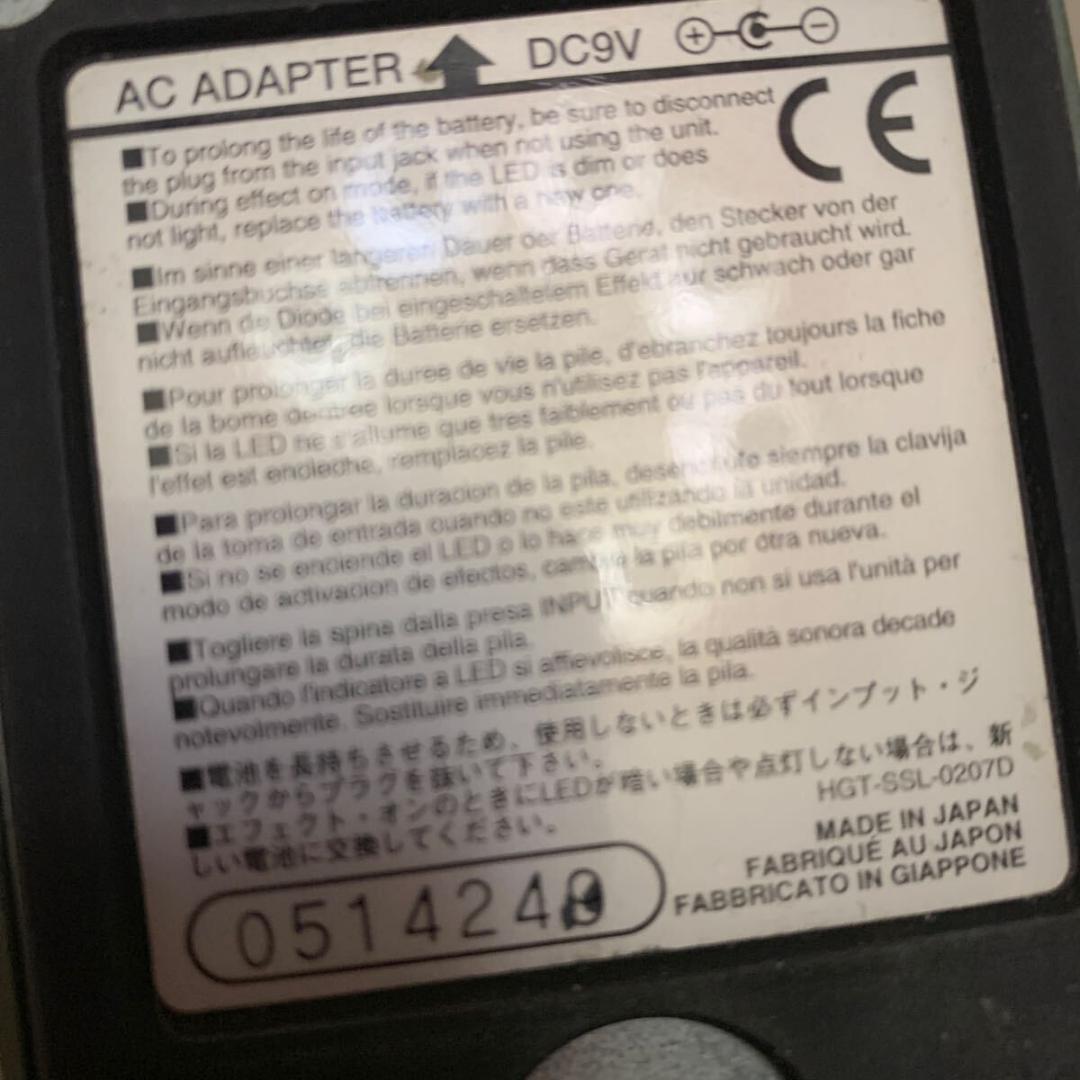 AC ADAPTER DC9V
CE
■To prolong the life of the battery, be sure to disconnect
the plug from the input jack when not using the unit.
■During effect on mode, if the LED is dim or does
not light, replace the battery with a new one.
■Im sinne einer längeren Dauer der Batterie, den Stecker von der
Eingangsbuchse abtrennen, wenn dass Gerat nicht gebraucht wird.
■Wenn de Diode bei eingeschaltelem Effekt nur schwach oder gar
nicht aufleuchtet, die Batterie ersetzen.
■Pour prolonger la duree de vie la pile, d'ebranchez toujours la fiche
de la borne dentree lorsque vous n'utilisez pas l'appareil.
■Si la LED ne s'allume que tres faiblement ou pas du tout lorsque
l'effet est encleche, remplacez la pile.
■Para prolongar la duracion de la pila, desenchufe siempre la clavija
de la toma de entrada cuando no este utilizando la unidad.
■Si no se enciende el LED o lo hace muy debilmente durante el
modo de activacion de efectos, cambie la pila por otra nueva.
■Togliere la spina dalla presa INPUT quando non si usa l'unità per
prolungare la durata della pila.
■Quando l'indicatore a LED si affievolisce, la qualità sonora decade
notevolmente. Sostituire immediatamente la pila.
■電池を長持ちさせるため、使用しないときは必ずインプット・ジ
ャックからプラグを抜いて下さい。
■エフェクト・オンのときにLEDが暗い場合や点灯しない場合は、新
しい電池に交換してください。
HGT-SSL-0207D
MADE IN JAPAN
FABRIQUÉ AU JAPON
FABBRICATO IN GIAPPONE
051424